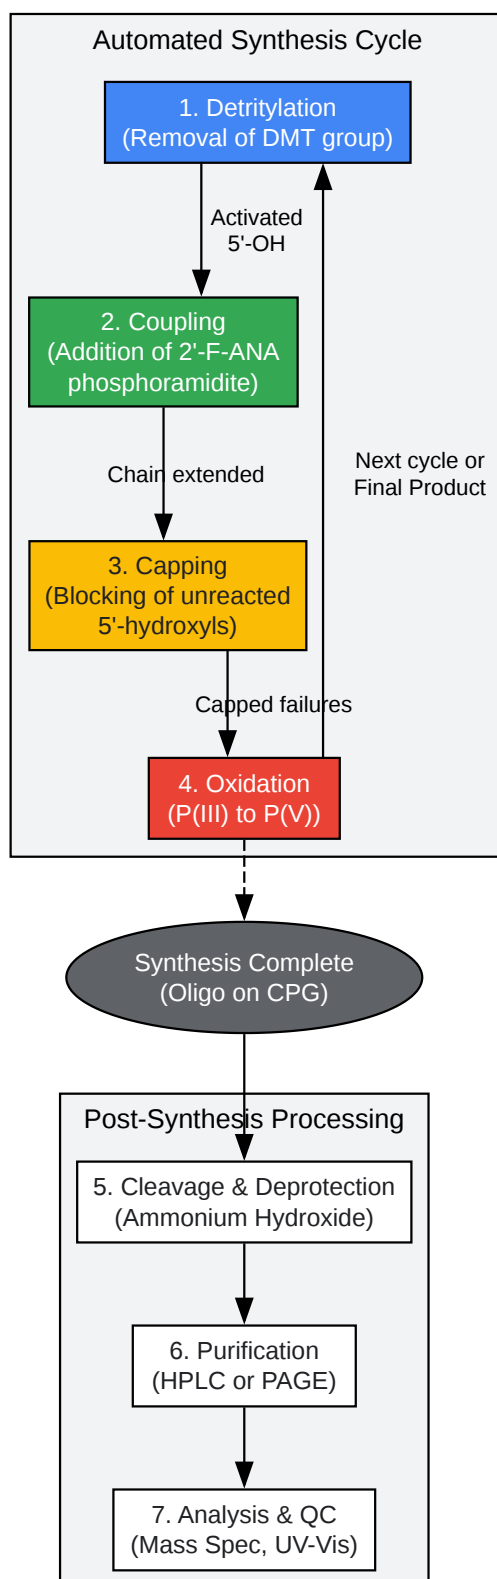 Automated Synthesis Cycle
1. Detritylation
(Removal of DMT group)
Activated
5'-OH
2. Coupling
(Addition of 2'-F-ANA
phosphoramidite)
Chain extended
Next cycle or
Final Product
3. Capping
(Blocking of unreacted
5'-hydroxyls)
Capped failures
4. Oxidation
(P(III) to P(V))
Synthesis Complete
(Oligo on CPG)
Post-Synthesis Processing
5. Cleavage & Deprotection
(Ammonium Hydroxide)
6. Purification
(HPLC or PAGE)
7. Analysis & QC
(Mass Spec, UV-Vis)